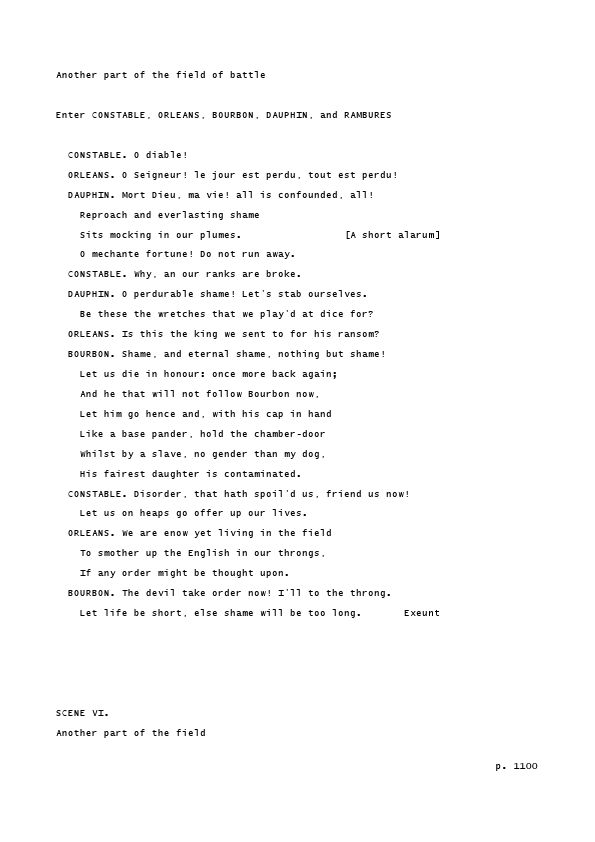 Another part of the field of battle
Enter CONSTABLE, ORLEANS, BOURBON, DAUPHIN, and RAMBURES
CONSTABLE. O diable!
ORLEANS. O Seigneur! le jour est perdu, tout est perdu!
DAUPHIN. Mort Dieu, ma vie! all is confounded, all!
Reproach and everlasting shame
Sits mocking in our plumes. [A short alarum]
O mechante fortune! Do not run away.
CONSTABLE. Why, an our ranks are broke.
DAUPHIN. O perdurable shame! Let's stab ourselves.
Be these the wretches that we play'd at dice for?
ORLEANS. Is this the king we sent to for his ransom?
BOURBON. Shame, and eternal shame, nothing but shame!
Let us die in honour: once more back again;
And he that will not follow Bourbon now,
Let him go hence and, with his cap in hand
Like a base pander, hold the chamber-door
Whilst by a slave, no gender than my dog,
His fairest daughter is contaminated.
CONSTABLE. Disorder, that hath spoil'd us, friend us now!
Let us on heaps go offer up our lives.
ORLEANS. We are enow yet living in the field
To smother up the English in our throngs,
If any order might be thought upon.
BOURBON. The devil take order now! I'll to the throng.
Let life be short, else shame will be too long. Exeunt
SCENE VI.
Another part of the field
p. 1100